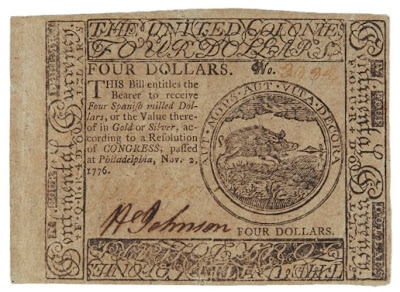 THE UNITED COLONIES
FOUR DOLLARS
FOUR DOLLARS. No.
THIS Bill entitles the
Bearer to receive
Four Spanish milled Dol-
lars, or the Value there-
of in Gold or Silver, ac-
cording to a Resolution
of CONGRESS, passed
at Philadelphia, Nov. 2,
1776.
AUT MORS AUT VITA DECORA
FOUR DOLLARS.
Continental Currency
Continental Currency